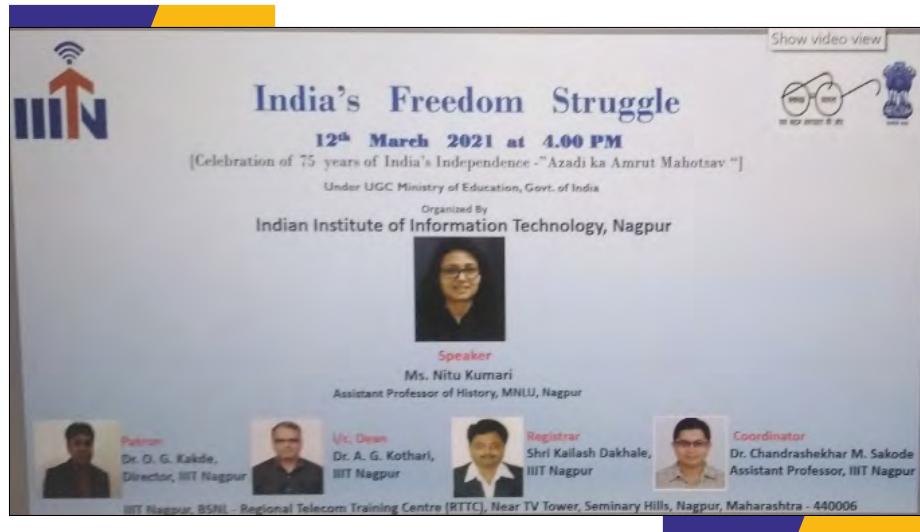 Show video view
IIITN
India's Freedom Struggle
12th March 2021 at 4.00 PM
[Celebration of 75 years of India's Independence -"Azadi ka Amrut Mahotsav "]
Under UGC Ministry of Education, Govt. of India
Organized By
Indian Institute of Information Technology, Nagpur
Speaker
Ms. Nitu Kumari
Assistant Professor of History, MNLU, Nagpur
Patron
Dr. O. G. Kakde,
Director, IIIT Nagpur
I/c. Dean
Dr. A. G. Kothari,
IIIT Nagpur
Registrar
Shri Kailash Dakhale,
IIIT Nagpur
Coordinator
Dr. Chandrashekhar M. Sakode
Assistant Professor, IIIT Nagpur
IIIT Nagpur, BSNL - Regional Telecom Training Centre (RTTC), Near TV Tower, Seminary Hills, Nagpur, Maharashtra - 440006